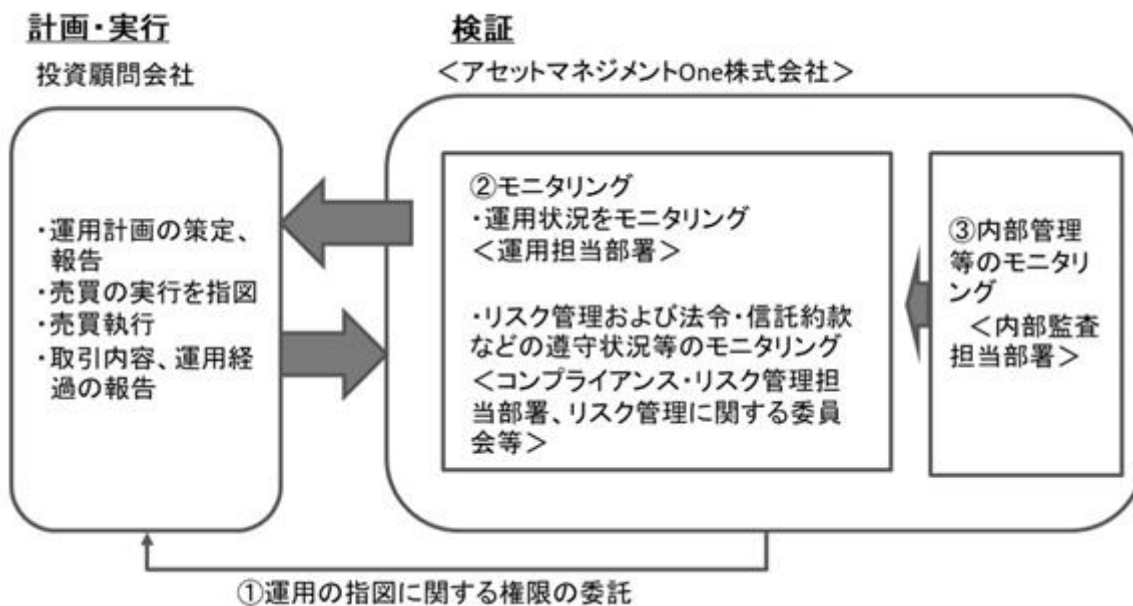 計画・実行
投資顧問会社
・運用計画の策定、
報告
・売買の実行を指図
・売買執行
・取引内容、運用経
過の報告
検証
＜アセットマネジメントOne株式会社＞
②モニタリング
・運用状況をモニタリング
＜運用担当部署＞
・リスク管理および法令・信託約款
などの遵守状況等のモニタリング
＜コンプライアンス・リスク管理担
当部署、リスク管理に関する委員
会等＞
③内部管理
等のモニタリ
ング
＜内部監査
担当部署＞
①運用の指図に関する権限の委託